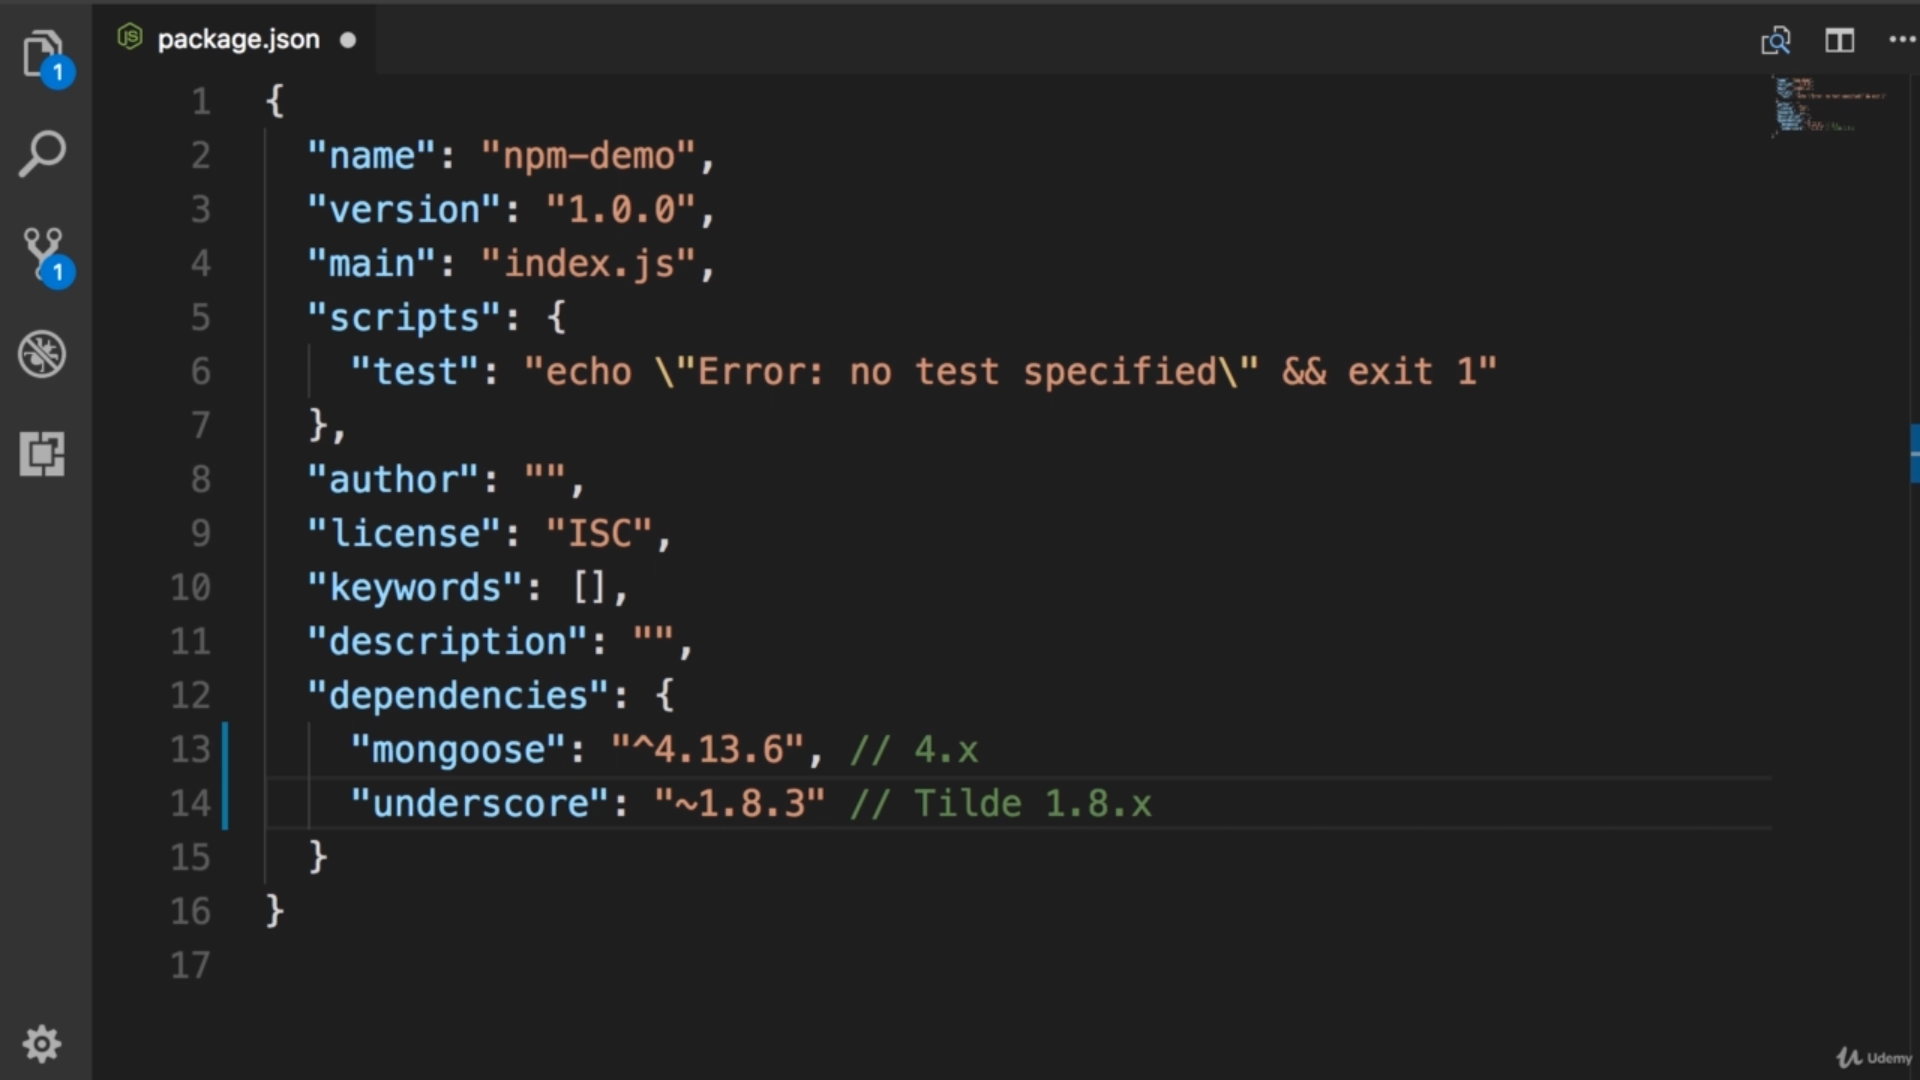 package.json
1 {
2 "name": "npm-demo",
3 "version": "1.0.0",
4 "main": "index.js",
5 "scripts": {
6 "test": "echo \"Error: no test specified\" && exit 1"
7 },
8 "author": "",
9 "license": "ISC",
10 "keywords": [],
11 "description": "",
12 "dependencies": {
13 "mongoose": "^4.13.6", // 4.x
14 "underscore": "~1.8.3" // Tilde 1.8.x
15 }
16 }
17
1
1
Udemy